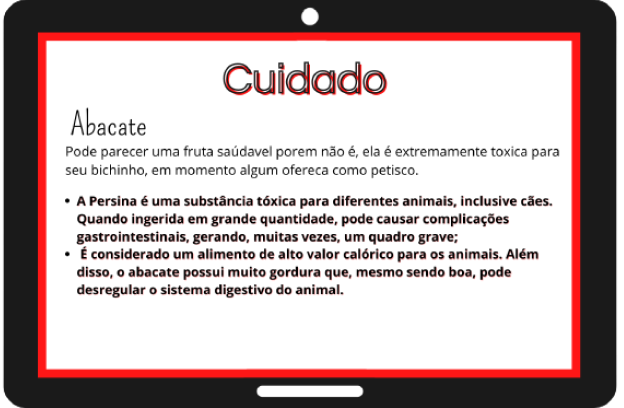 Cuidado
Abacate
Pode parecer uma fruta saúdavel porem não é, ela é extremamente toxica para
seu bichinho, em momento algum ofereca como petisco.
• A Persina é uma substância tóxica para diferentes animais, inclusive cães.
Quando ingerida em grande quantidade, pode causar complicações
gastrointestinais, gerando, muitas vezes, um quadro grave;
• É considerado um alimento de alto valor calórico para os animais. Além
disso, o abacate possui muito gordura que, mesmo sendo boa, pode
desregular o sistema digestivo do animal.